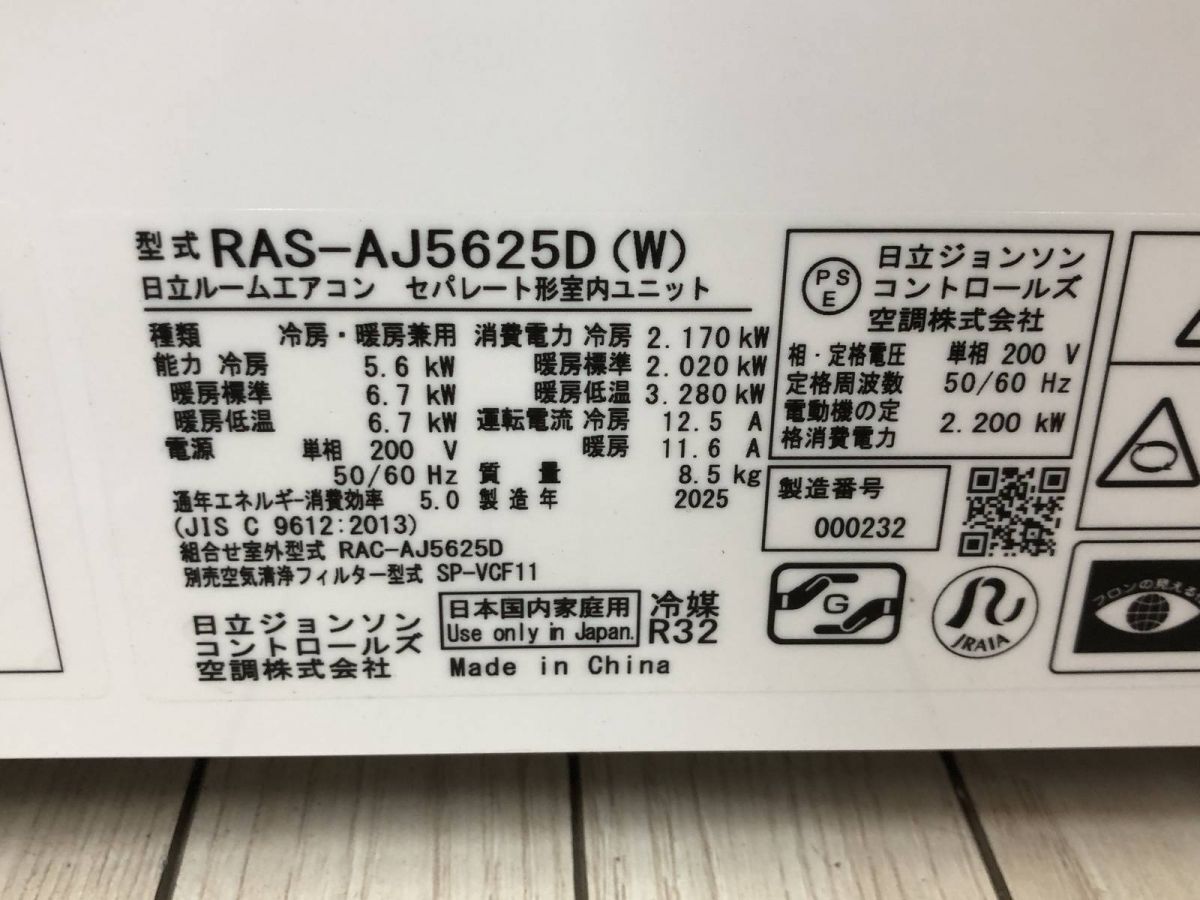 型式 RAS-AJ5625D(W)
日立ルームエアコン セパレート形室内ユニット
種類 冷房・暖房兼用
能力 冷房 5.6 kW
暖房標準 6.7 kW
暖房低温 6.7 kW
電源 単相 200 V
50/60 Hz
通年エネルギー消費効率 5.0
(JIS C 9612:2013)
消費電力 冷房 2.170 kW
暖房標準 2.020 kW
暖房低温 3.280 kW
運転電流 冷房 12.5 A
暖房 11.6 A
質量 8.5 kg
製造年 2025
組合せ室外型式 RAC-AJ5625D
別売空気清浄フィルター型式 SP-VCF11
日立ジョンソン
コントロールズ
空調株式会社
日本国内家庭用
Use only in Japan.
冷媒
R32
Made in China
PS
E
日立ジョンソン
コントロールズ
空調株式会社
相・定格電圧 単相 200 V
定格周波数 50/60 Hz
電動機の定
格消費電力 2.200 kW
製造番号
000232
G
JRAIA
フロンの見える